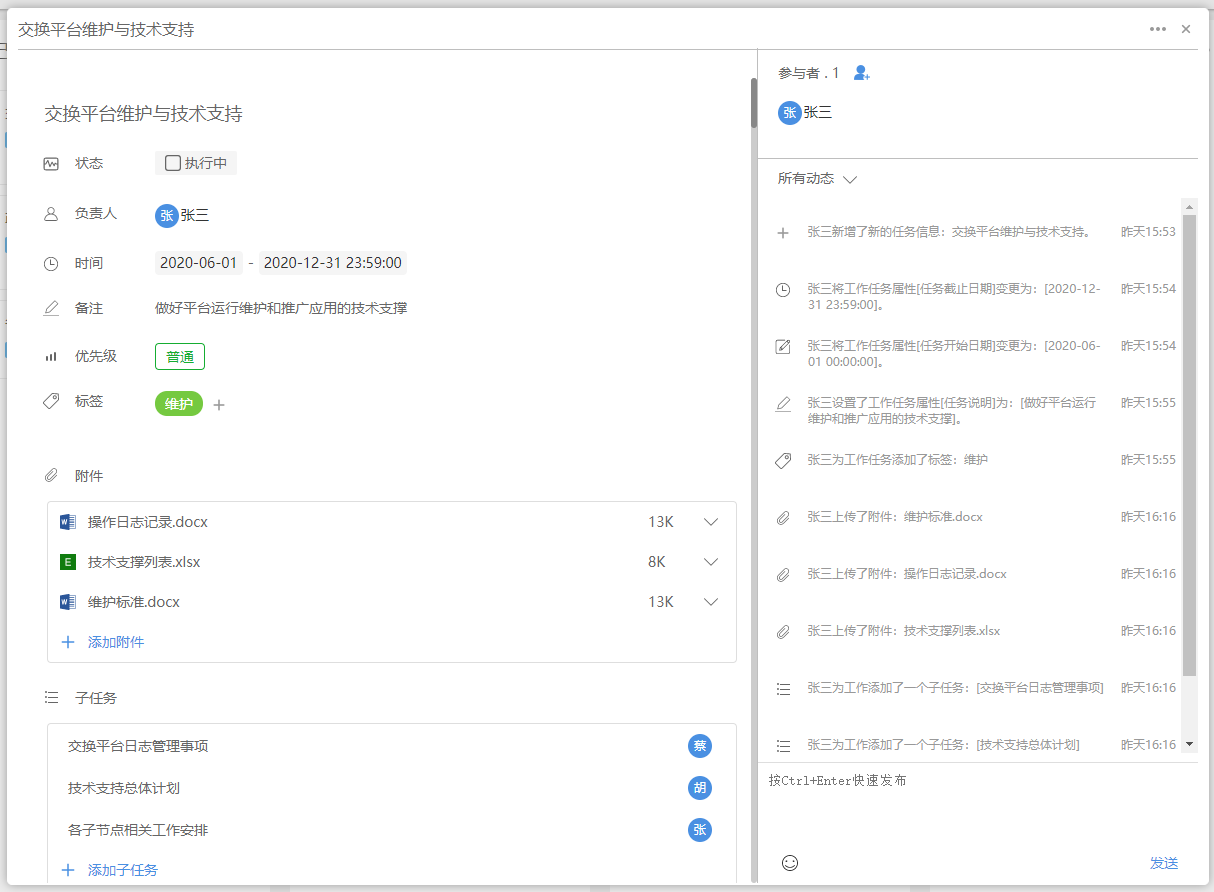 交换平台维护与技术支持
交换平台维护与技术支持
状态
执行中
负责人
张 张三
时间
2020-06-01 - 2020-12-31 23:59:00
备注
做好平台运行维护和推广应用的技术支撑
优先级
普通
标签
维护
附件
操作日志记录.docx 13K
E 技术支撑列表.xlsx 8K
维护标准.docx 13K
添加附件
子任务
交换平台日志管理事项 蔡
技术支持总体计划 胡
各子节点相关工作安排 张
添加子任务
参与者 . 1
张 张三
所有动态
张三新增了新的任务信息：交换平台维护与技术支持。 昨天15:53
张三将工作任务属性[任务截止日期]变更为：[2020-12- 昨天15:54
31 23:59:00]。
张三将工作任务属性[任务开始日期]变更为：[2020-06- 昨天15:54
01 00:00:00]。
张三设置了工作任务属性[任务说明]为：[做好平台运行 昨天15:55
维护和推广应用的技术支撑]。
张三为工作任务添加了标签：维护 昨天15:55
张三上传了附件：维护标准.docx 昨天16:16
张三上传了附件：操作日志记录.docx 昨天16:16
张三上传了附件：技术支撑列表.xlsx 昨天16:16
张三为工作添加了一个子任务：[交换平台日志管理事项] 昨天16:16
张三为工作添加了一个子任务：[技术支持总体计划] 昨天16:16
按Ctrl+Enter快速发布
发送